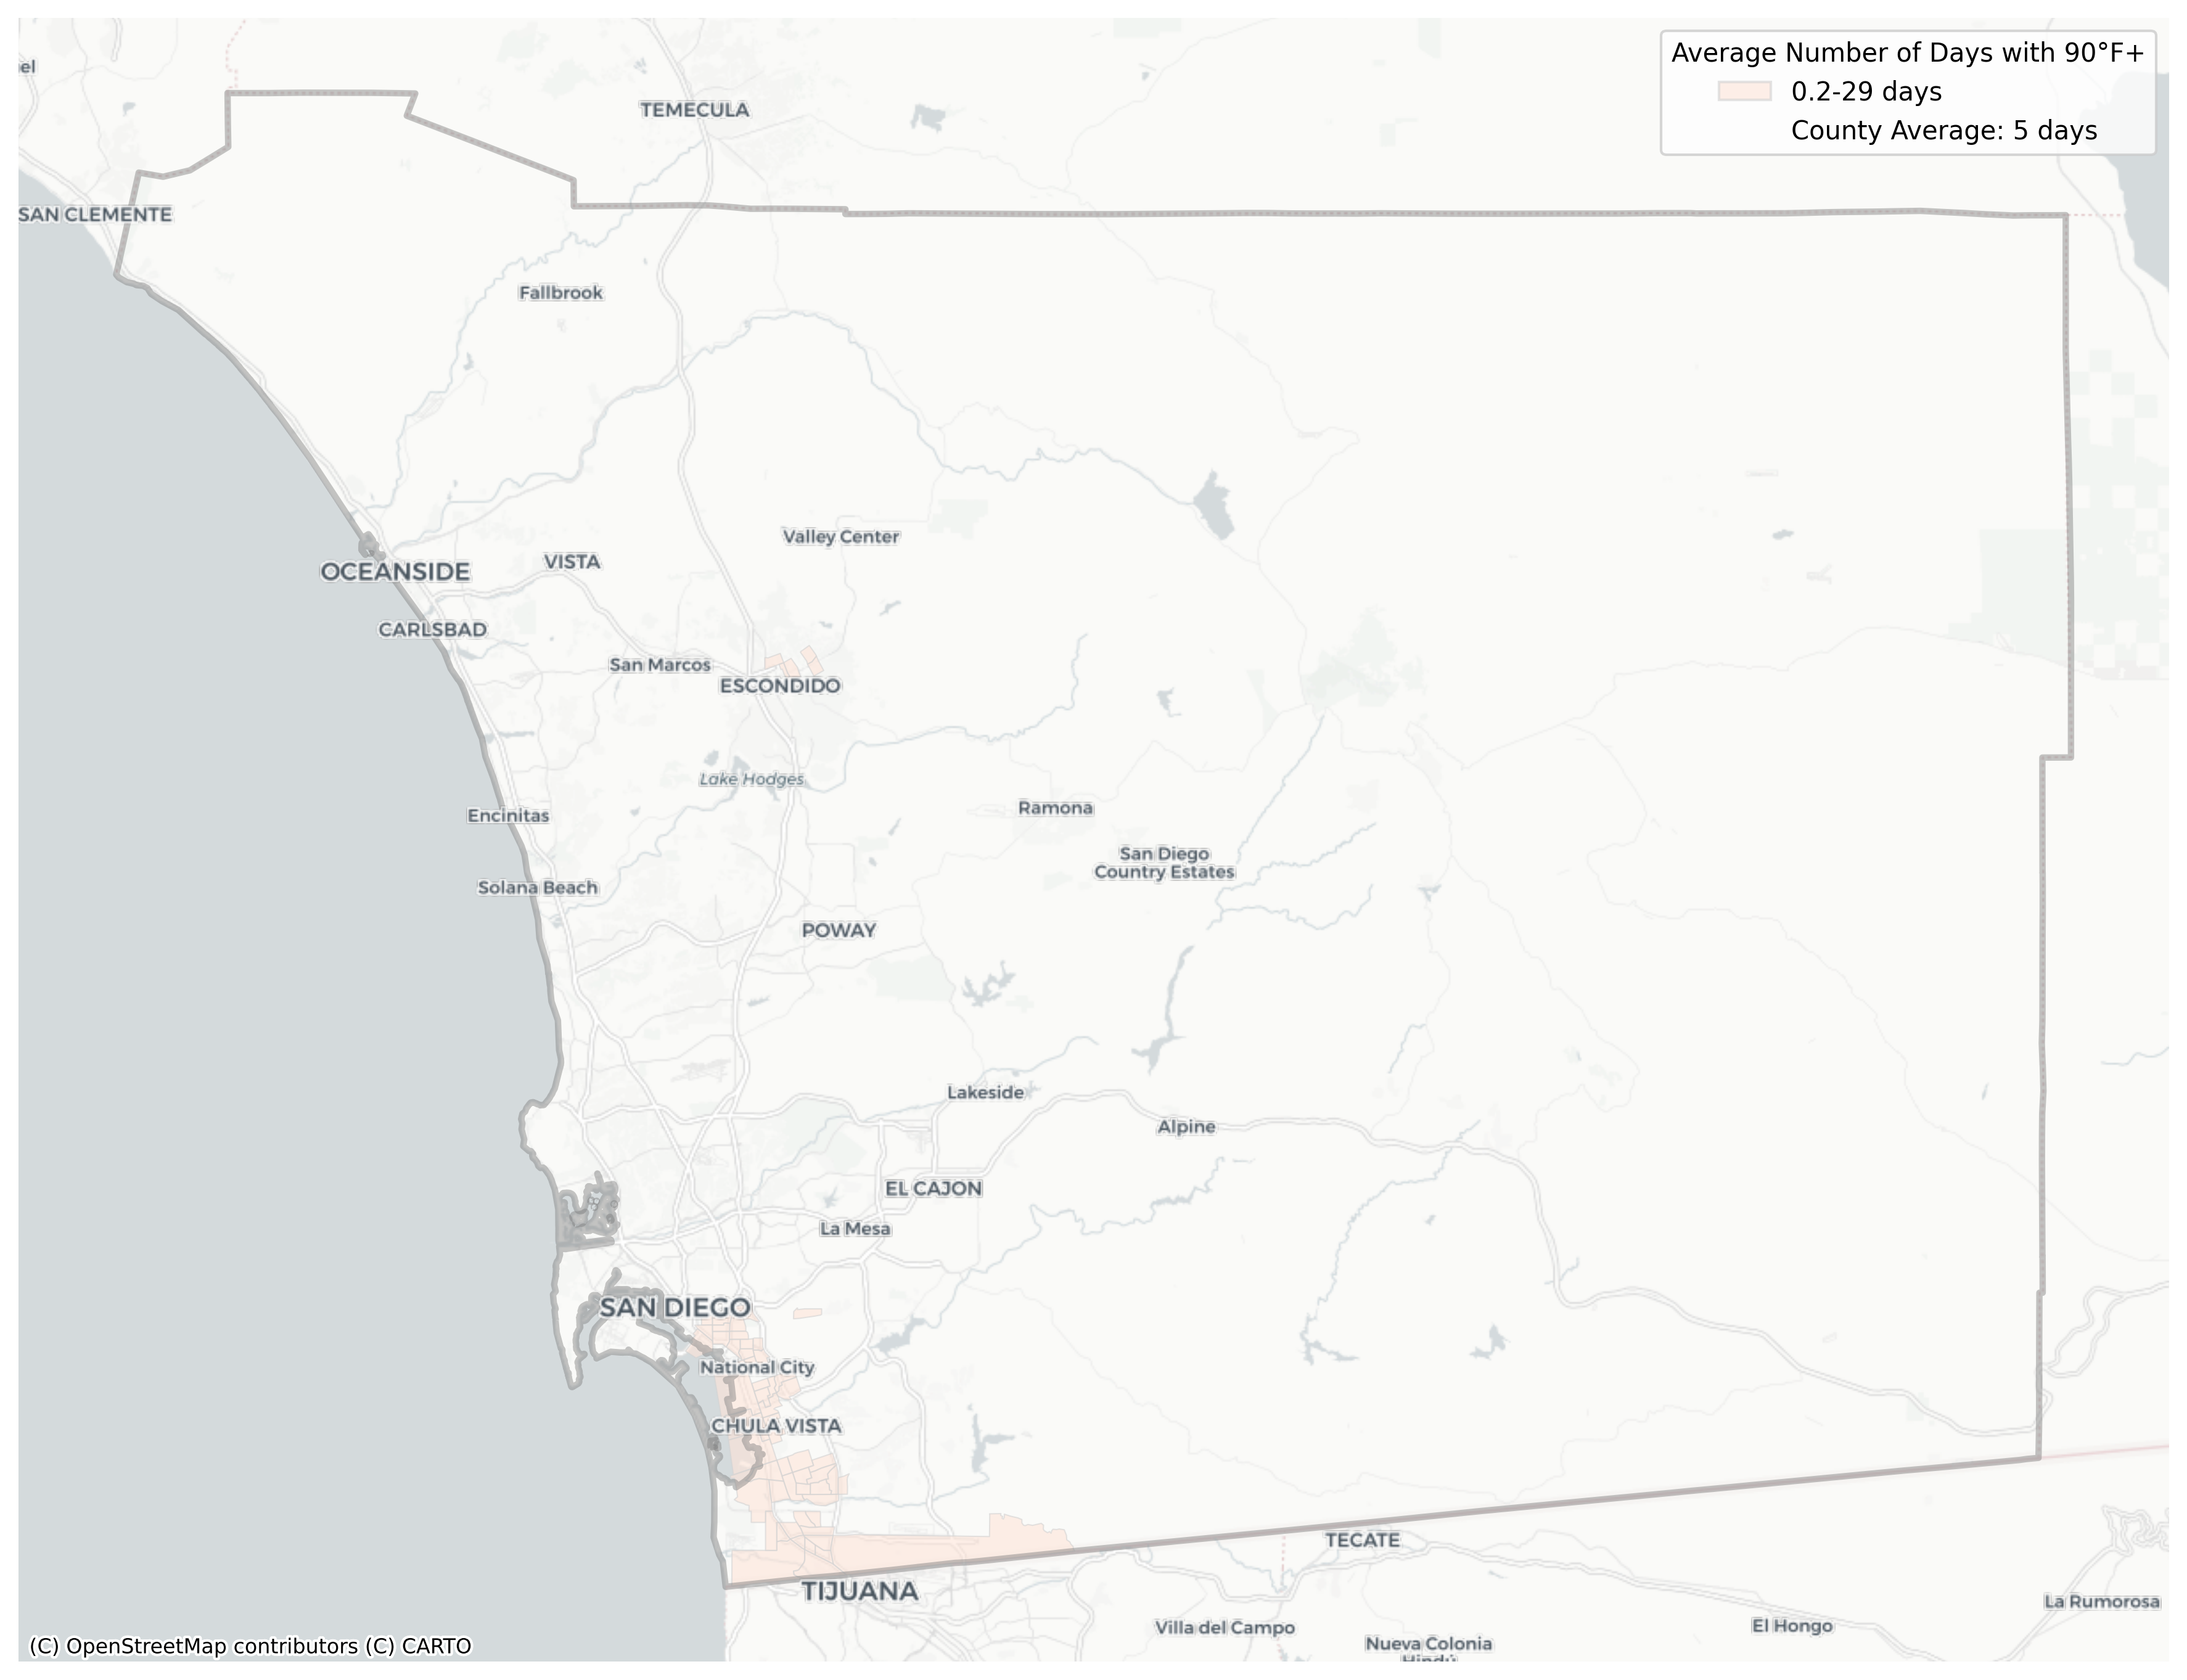 Average Number of Days with 90°F+
0.2-29 days
County Average: 5 days
el
TEMECULA
SAN CLEMENTE
Fallbrook
Valley Center
VISTA
OCEANSIDE
CARLSBAD
San Marcos
ESCONDIDO
Lake Hodges
Encinitas
Ramona
San Diego
Country Estates
Solana Beach
POWAY
Lakeside
Alpine
EL CAJON
La Mesa
SAN DIEGO
National City
CHULA VISTA
TECATE
TIJUANA
La Rumorosa
Villa del Campo
El Hongo
Nueva Colonia
Hindú
(C) OpenStreetMap contributors (C) CARTO